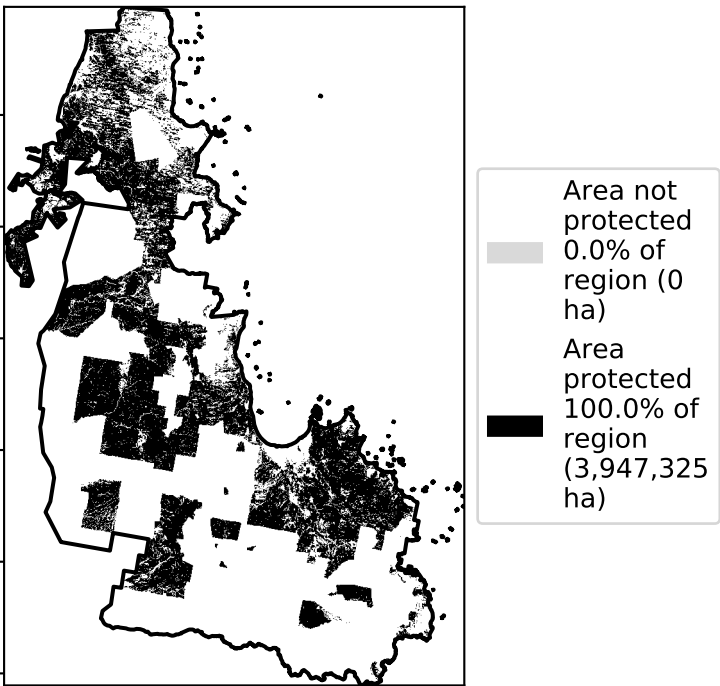 Area not
protected
0.0% of
region (0
ha)
Area
protected
100.0% of
region
(3,947,325
ha)